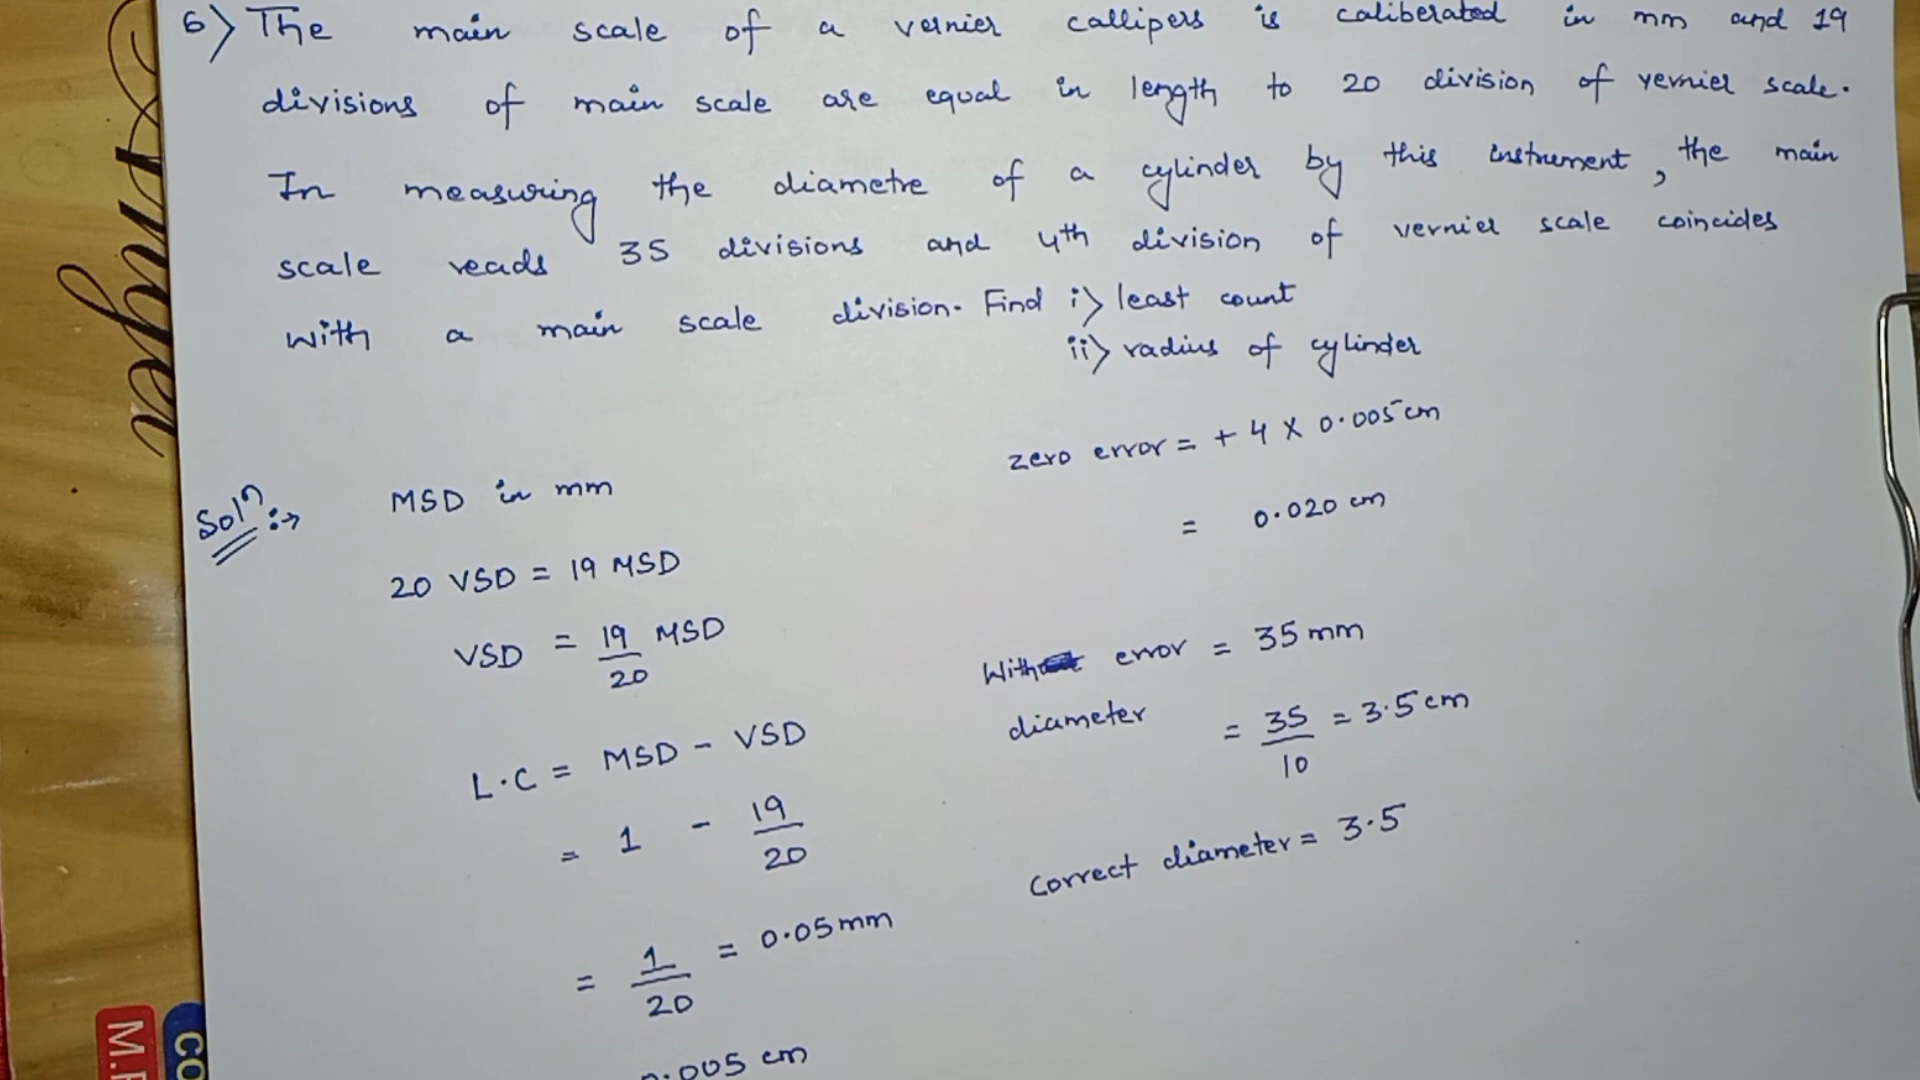 6) The main scale of a vernier callipers is caliberated in mm and 19
divisions of main scale are equal in length to 20 division of vernier scale.
In measuring the diametre of a cylinder by this instrument, the main
scale reads 35 divisions and 4th division of vernier scale coincides
with a main scale division. Find i) least count
ii) radius of cylinder
Soln :→
MSD in mm
20 VSD = 19 MSD
VSD = 19/20 MSD
L.C = MSD - VSD
= 1 - 19/20
= 1/20 = 0.05 mm
0.005 cm
zero error = + 4 X 0.005 cm
= 0.020 cm
With error = 35 mm
diameter = 35/10 = 3.5 cm
Correct diameter = 3.5
CO